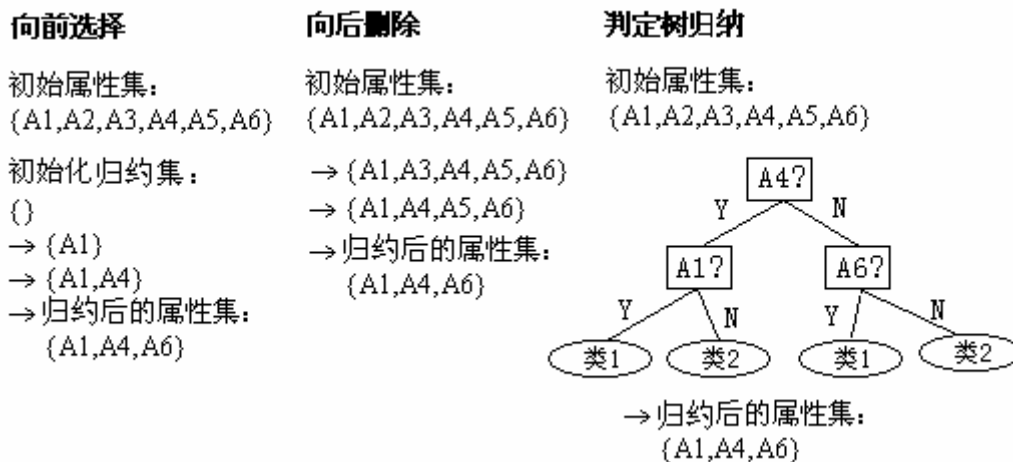 向前选择
初始属性集：
{A1,A2,A3,A4,A5,A6}
初始化归约集：
{}
→ {A1}
→ {A1,A4}
→ 归约后的属性集：
{A1,A4,A6}
向后删除
初始属性集：
{A1,A2,A3,A4,A5,A6}
→ {A1,A3,A4,A5,A6}
→ {A1,A4,A5,A6}
→ 归约后的属性集：
{A1,A4,A6}
判定树归纳
初始属性集：
{A1,A2,A3,A4,A5,A6}
A4?
Y N
A1? A6?
Y N Y N
类1 类2 类1 类2
→ 归约后的属性集：
{A1,A4,A6}